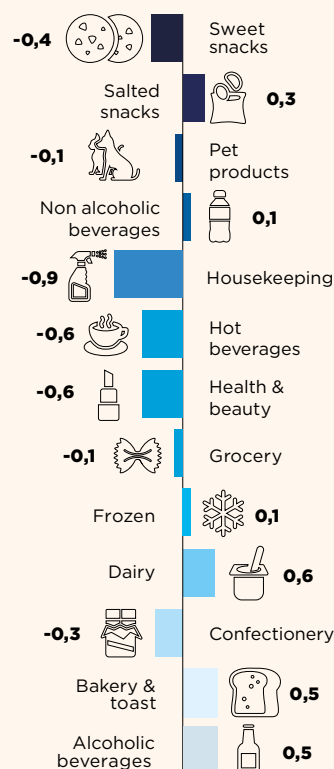 -0,4
Sweet
snacks
Salted
snacks
0,3
-0,1
Pet
products
Non alcoholic
beverages
0,1
-0,9
Housekeeping
-0,6
Hot
beverages
-0,6
Health &
beauty
-0,1
Grocery
Frozen
0,1
Dairy
0,6
-0,3
Confectionery
Bakery &
toast
0,5
Alcoholic
beverages
0,5